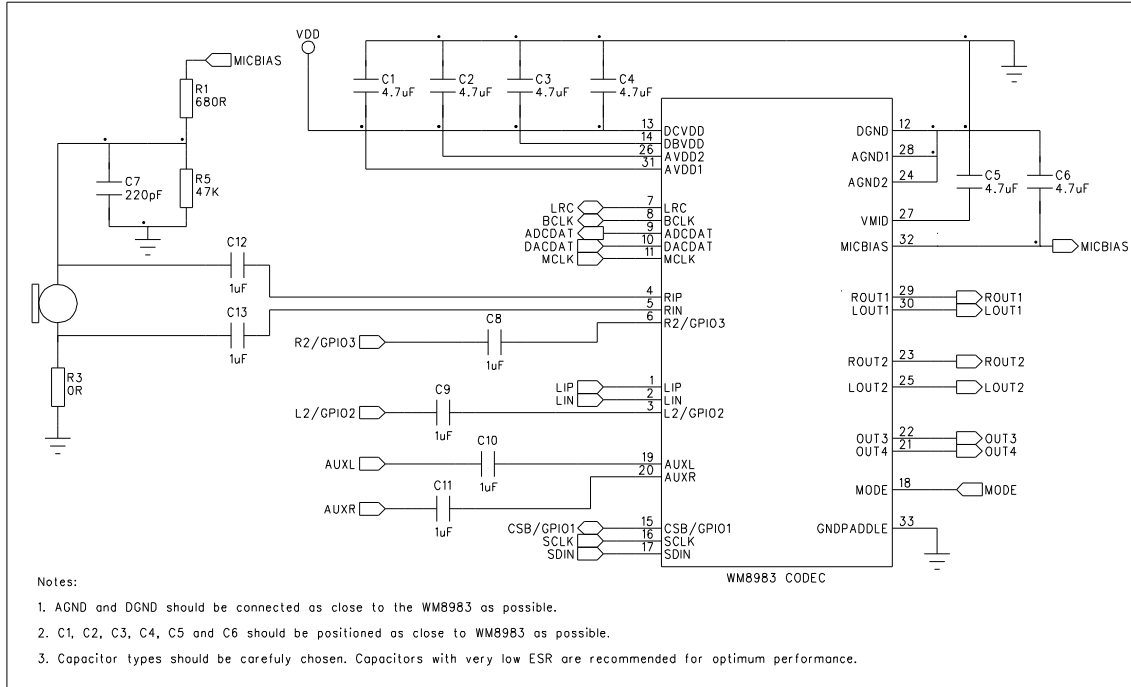 VDD
MICBIAS
R1
680R
C1
4.7uF
C2
4.7uF
C3
4.7uF
C4
4.7uF
C7
220pF
R5
47K
13 DCVDD
14 DBVDD
26 AVDD2
31 AVDD1
DGND 12
AGND1 28
AGND2 24
C5
4.7uF
C6
4.7uF
VMID 27
MICBIAS 32 MICBIAS
LRC 7 LRC
BCLK 8 BCLK
ADCDAT 9 ADCDAT
DACDAT 10 DACDAT
MCLK 11 MCLK
C12
1uF
C13
1uF
4 RIP
5 RIN
6 R2/GPIO3
ROUT1 29 ROUT1
LOUT1 30 LOUT1
R2/GPIO3
C8
1uF
ROUT2 23 ROUT2
LOUT2 25 LOUT2
R3
0R
LIP 1 LIP
LIN 2 LIN
3 L2/GPIO2
L2/GPIO2
C9
1uF
OUT3 22 OUT3
OUT4 21 OUT4
AUXL
C10
1uF
19 AUXL
20 AUXR
AUXR
C11
1uF
MODE 18 MODE
CSB/GPIO1 15 CSB/GPIO1
SCLK 16 SCLK
SDIN 17 SDIN
GNDPADDLE 33
WM8983 CODEC
Notes:
1. AGND and DGND should be connected as close to the WM8983 as possible.
2. C1, C2, C3, C4, C5 and C6 should be positioned as close to WM8983 as possible.
3. Capacitor types should be carefuly chosen. Capacitors with very low ESR are recommended for optimum performance.